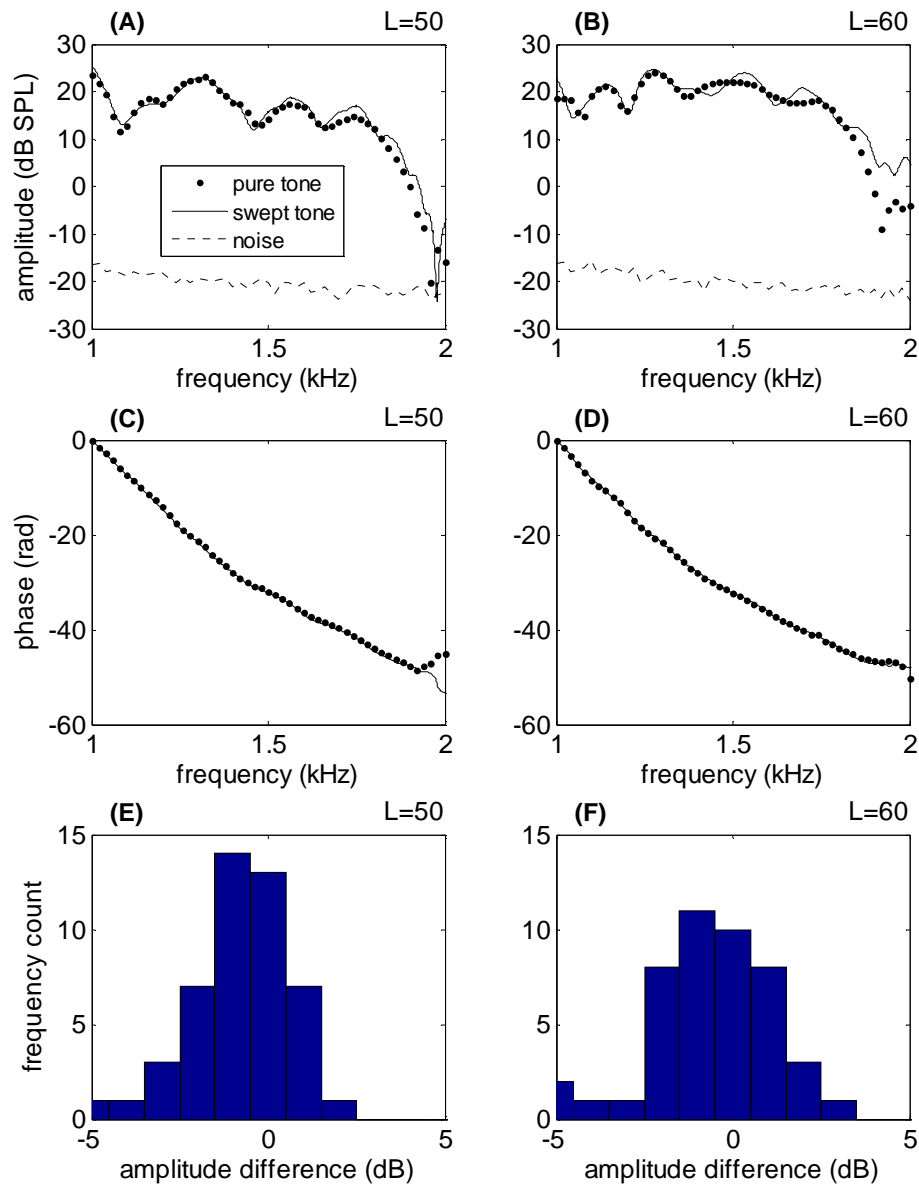 (A) L=50
30
20
10
0
-10
-20
-30
amplitude (dB SPL)
pure tone
swept tone
noise
1 1.5 2
frequency (kHz)
(B) L=60
30
20
10
0
-10
-20
-30
1 1.5 2
frequency (kHz)
(C) L=50
0
-20
-40
-60
phase (rad)
1 1.5 2
frequency (kHz)
(D) L=60
0
-20
-40
-60
1 1.5 2
frequency (kHz)
(E) L=50
15
10
5
0
frequency count
-5 0 5
amplitude difference (dB)
(F) L=60
15
10
5
0
-5 0 5
amplitude difference (dB)